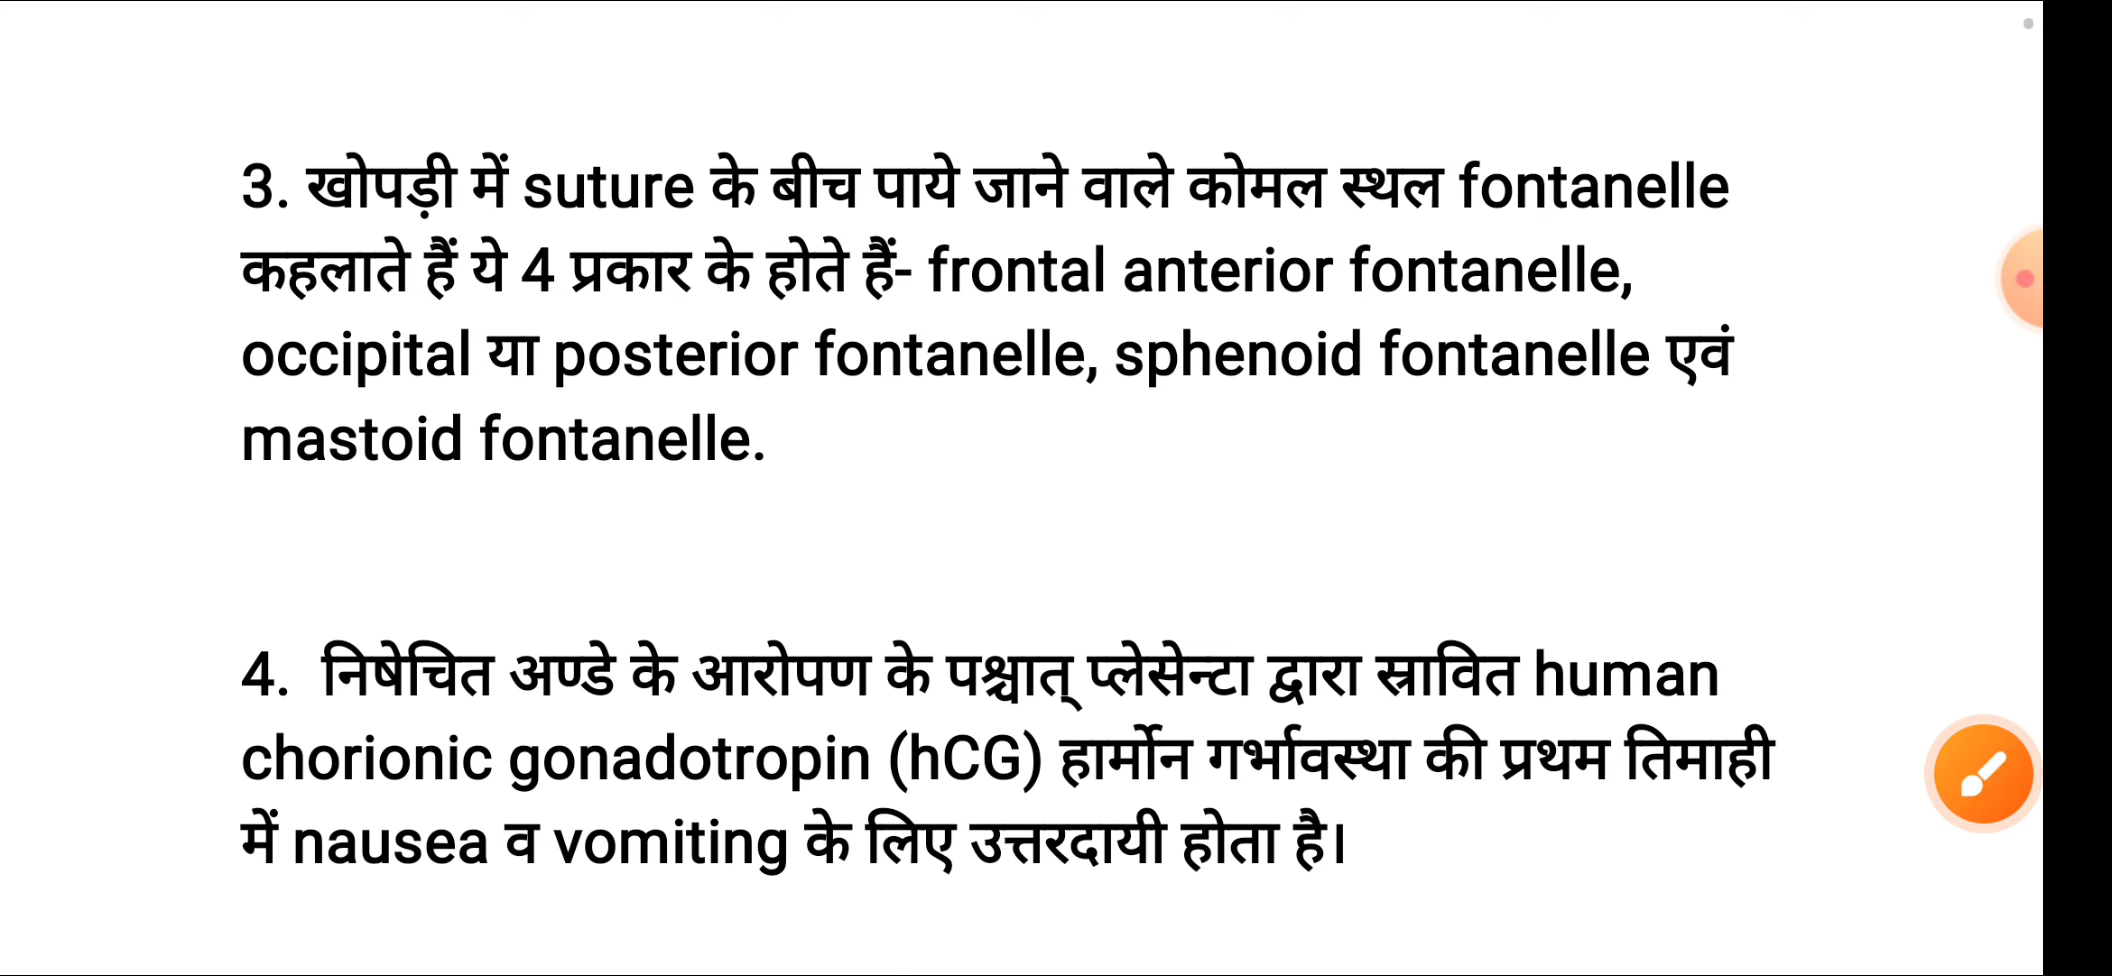 3. खोपड़ी में suture के बीच पाये जाने वाले कोमल स्थल fontanelle
कहलाते हैं ये 4 प्रकार के होते हैं- frontal anterior fontanelle,
occipital या posterior fontanelle, sphenoid fontanelle एवं
mastoid fontanelle.
4. निषेचित अण्डे के आरोपण के पश्चात् प्लेसेन्टा द्वारा स्रावित human
chorionic gonadotropin (hCG) हार्मोन गर्भावस्था की प्रथम तिमाही
में nausea व vomiting के लिए उत्तरदायी होता है।